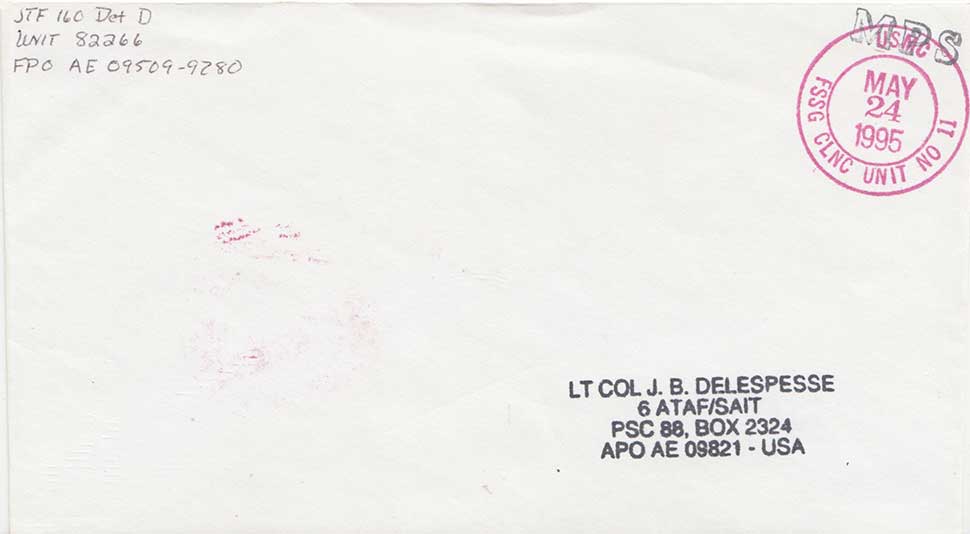 JTF 160 Det D
UNIT 82266
FPO AE 09509-9280
MPS
USMC
MAY
24
1995
FSSG CLNC UNIT NO 11
LT COL J. B. DELESPESSE
6 ATAF/SAIT
PSC 88, BOX 2324
APO AE 09821 - USA